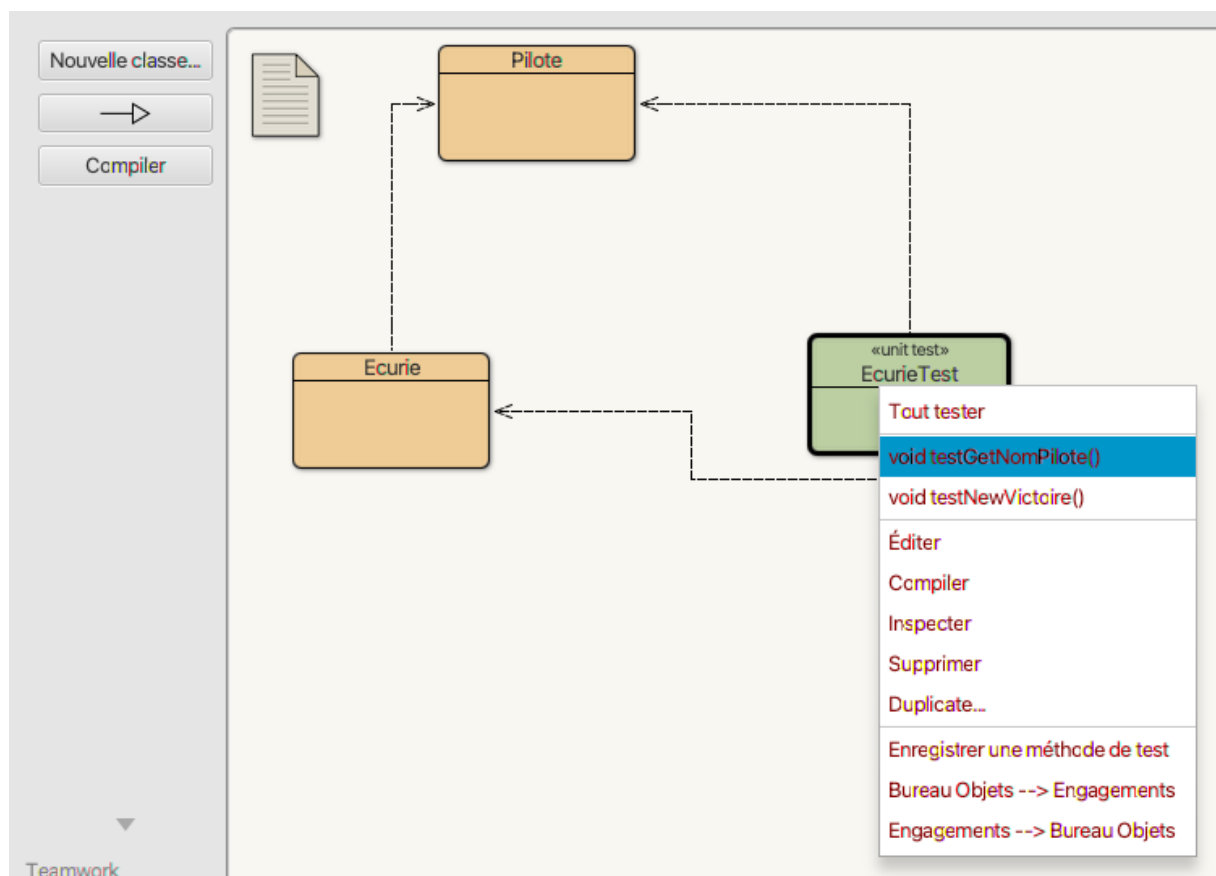 Nouvelle classe...
Compiler
Teamwork
Pilote
Ecurie
«unit test»
EcurieTest
Tout tester
void testGetNomPilote()
void testNewVictoire()
Éditer
Compiler
Inspecter
Supprimer
Duplicate...
Enregistrer une méthode de test
Bureau Objets --> Engagements
Engagements --> Bureau Objets